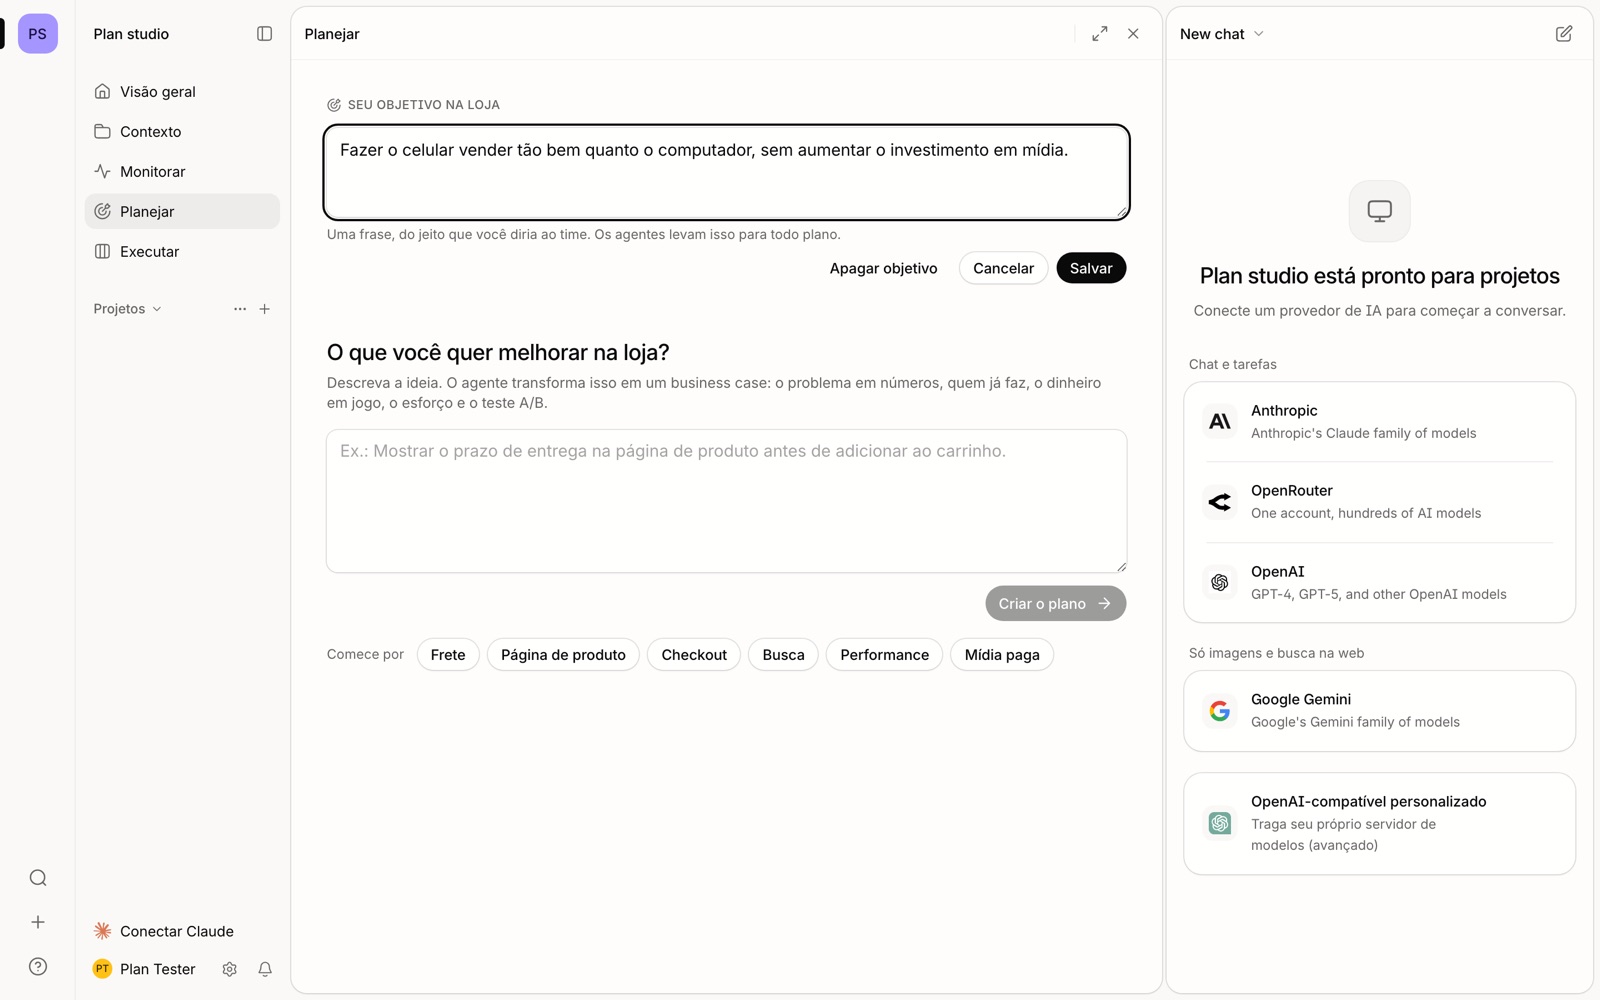 PS
Plan studio
Visão geral
Contexto
Monitorar
Planejar
Executar
Projetos
Conectar Claude
PT
Plan Tester
Planejar
SEU OBJETIVO NA LOJA
Fazer o celular vender tão bem quanto o computador, sem aumentar o investimento em mídia.
Uma frase, do jeito que você diria ao time. Os agentes levam isso para todo plano.
Apagar objetivo
Cancelar
Salvar
O que você quer melhorar na loja?
Descreva a ideia. O agente transforma isso em um business case: o problema em números, quem já faz, o dinheiro
em jogo, o esforço e o teste A/B.
Ex.: Mostrar o prazo de entrega na página de produto antes de adicionar ao carrinho.
Criar o plano
Comece por
Frete
Página de produto
Checkout
Busca
Performance
Mídia paga
New chat
Plan studio está pronto para projetos
Conecte um provedor de IA para começar a conversar.
Chat e tarefas
Anthropic
Anthropic's Claude family of models
OpenRouter
One account, hundreds of AI models
OpenAI
GPT-4, GPT-5, and other OpenAI models
Só imagens e busca na web
Google Gemini
Google's Gemini family of models
OpenAI-compatível personalizado
Traga seu próprio servidor de
modelos (avançado)